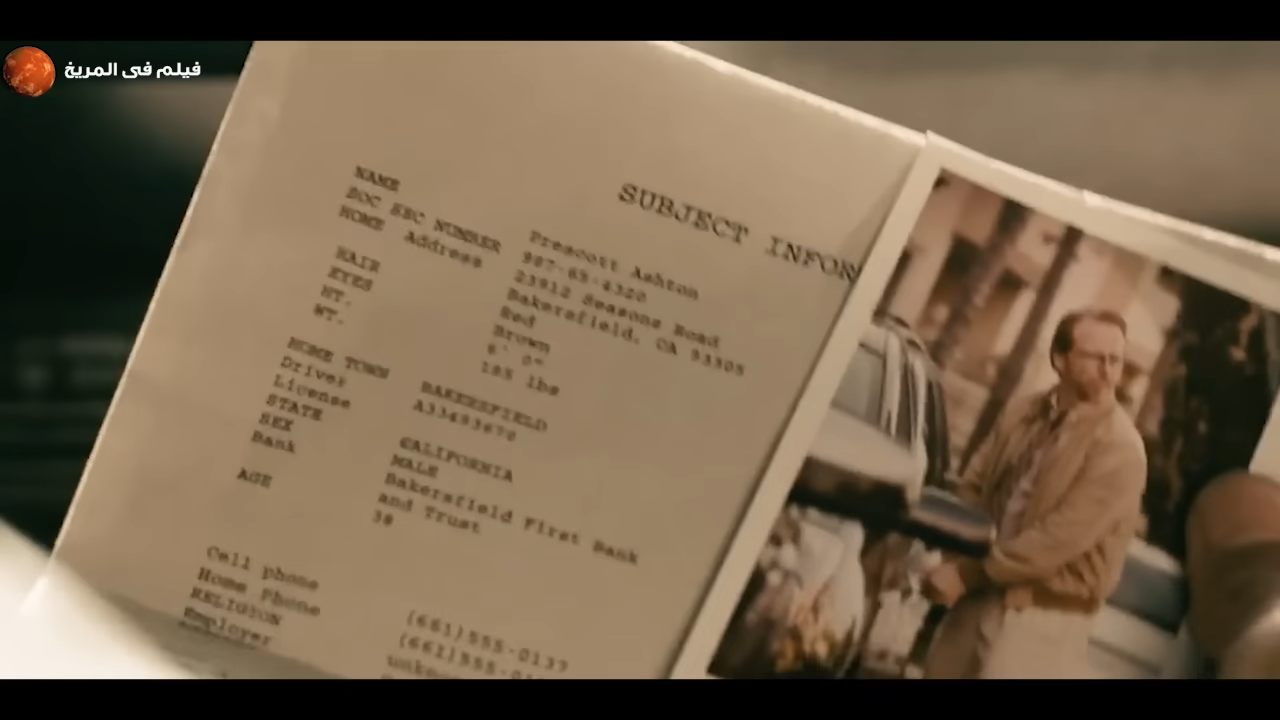 فيلم فى المريخ
SUBJECT INFOR
NAME Prescott Ashton
SOC SEC NUMBER 987-65-4320
HOME Address 23912 Seasons Road
Bakersfield, CA 93305
HAIR Red
EYES Brown
HT. 6' 0"
WT. 185 lbs
HOME TOWN BAKERSFIELD
Driver A33493670
License
STATE CALIFORNIA
SEX MALE
Bank Bakersfield First Bank
and Trust
AGE 38
Cell phone (661)555-0137
Home Phone (661)555-01
RELIGION
Employer